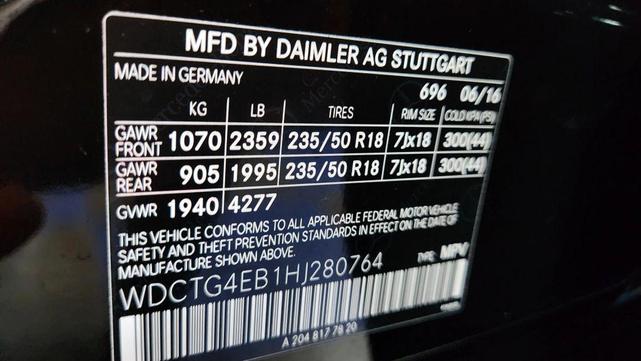 MFD BY DAIMLER AG STUTTGART
MADE IN GERMANY 696 06/16
KG LB TIRES RIM SIZE COLD KPA(PSI)
GAWR FRONT 1070 2359 235/50 R18 7Jx18 300(44)
GAWR REAR 905 1995 235/50 R18 7Jx18 300(44)
GVWR 1940 4277
THIS VEHICLE CONFORMS TO ALL APPLICABLE FEDERAL MOTOR VEHICLE
SAFETY AND THEFT PREVENTION STANDARDS IN EFFECT ON THE DATE OF
MANUFACTURE SHOWN ABOVE. TYPE: MPV
WDCTG4EB1HJ280764
A 204 817 78 20